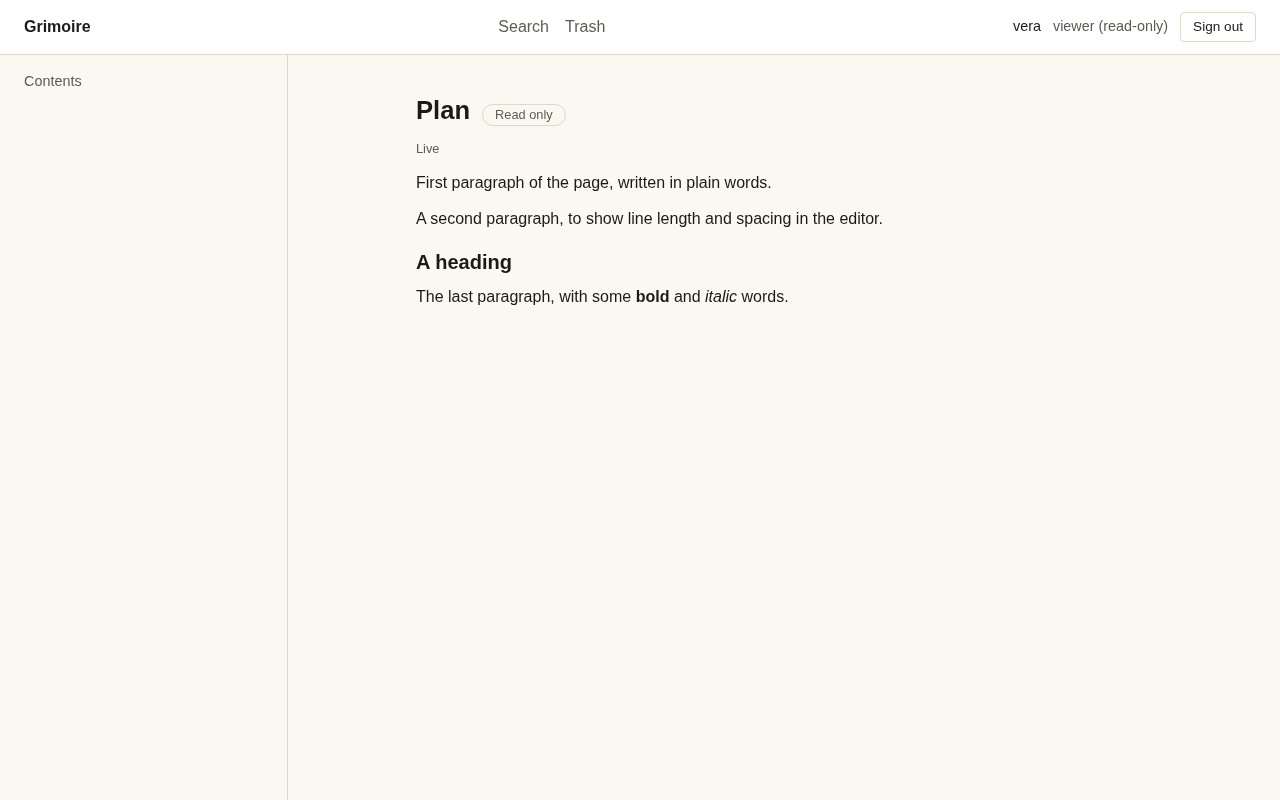 Grimoire
Search Trash
vera viewer (read-only) Sign out
Contents
Plan Read only
Live
First paragraph of the page, written in plain words.
A second paragraph, to show line length and spacing in the editor.
A heading
The last paragraph, with some bold and italic words.